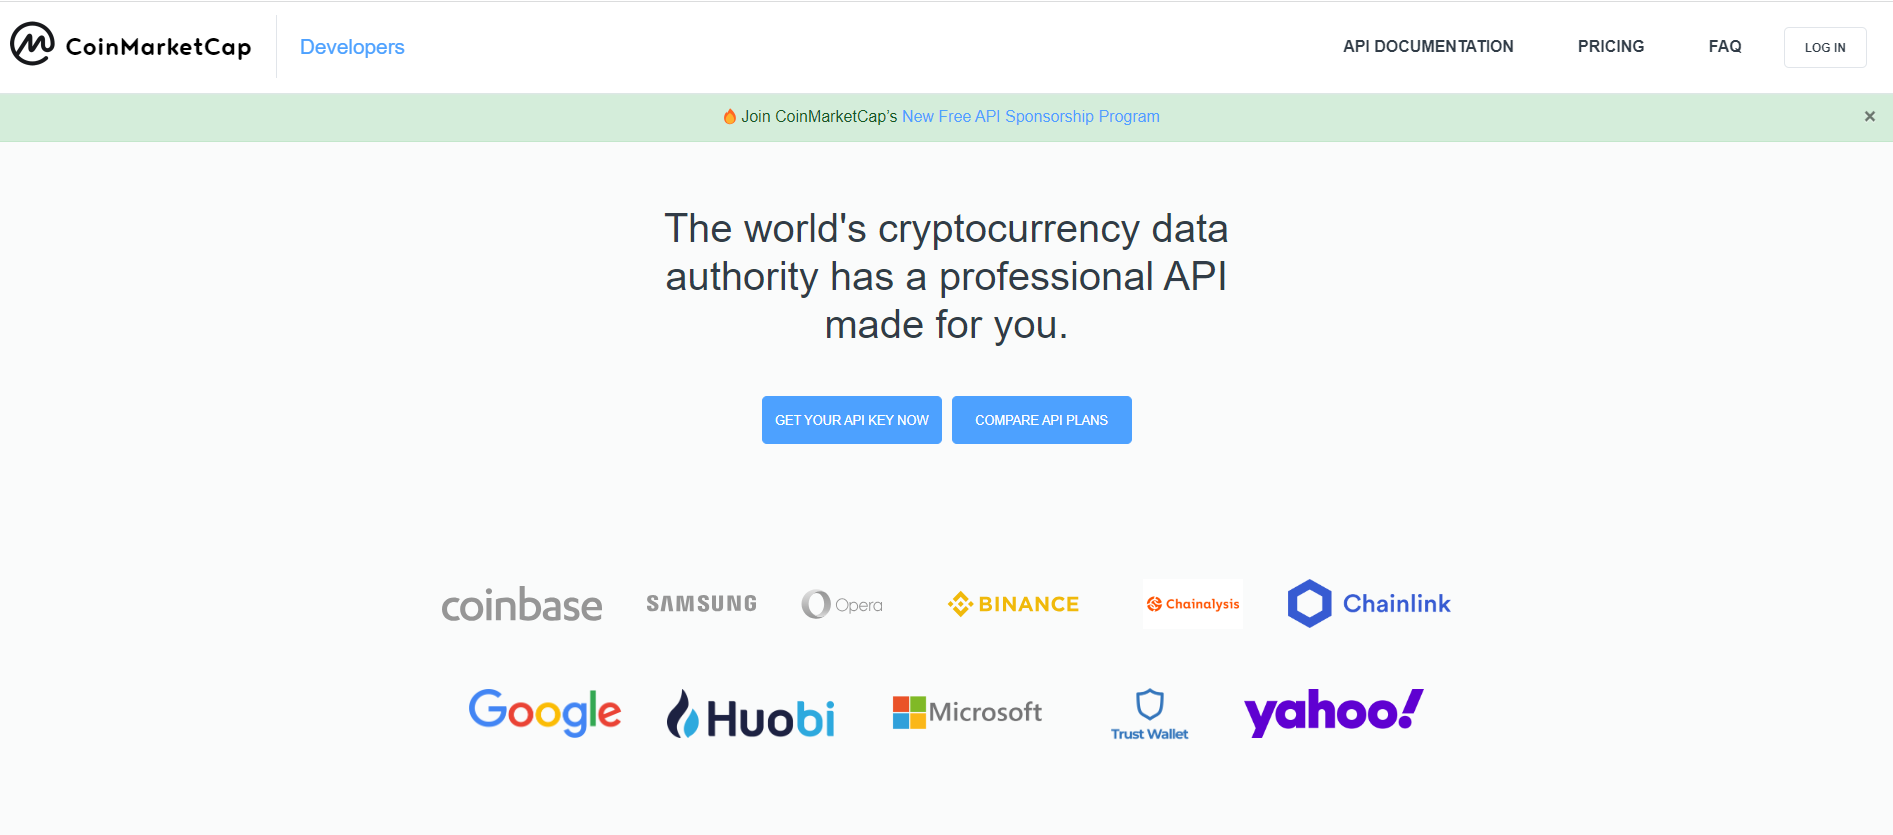 CoinMarketCap
Developers
API DOCUMENTATION
PRICING
FAQ
LOG IN
🔥 Join CoinMarketCap’s New Free API Sponsorship Program
×
The world's cryptocurrency data
authority has a professional API
made for you.
GET YOUR API KEY NOW
COMPARE API PLANS
coinbase
SAMSUNG
Opera
BINANCE
Chainalysis
Chainlink
Google
Huobi
Microsoft
Trust Wallet
yahoo!